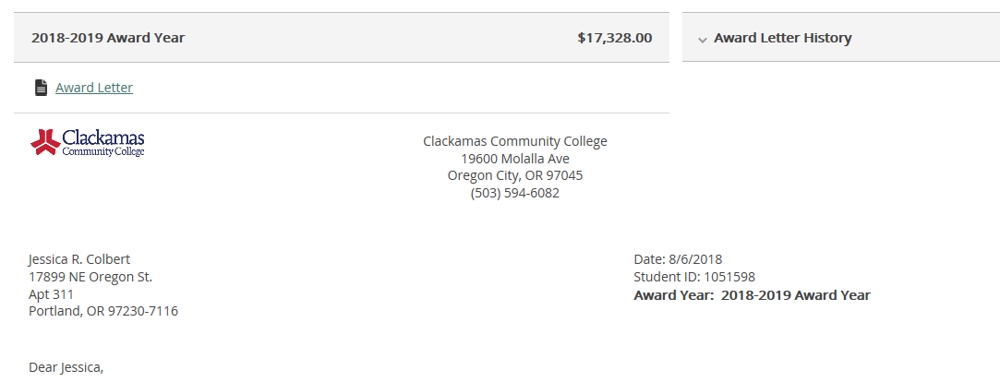 2018-2019 Award Year $17,328.00
Award Letter History
Award Letter
Clackamas
Community College
Clackamas Community College
19600 Molalla Ave
Oregon City, OR 97045
(503) 594-6082
Jessica R. Colbert
17899 NE Oregon St.
Apt 311
Portland, OR 97230-7116
Date: 8/6/2018
Student ID: 1051598
Award Year: 2018-2019 Award Year
Dear Jessica,